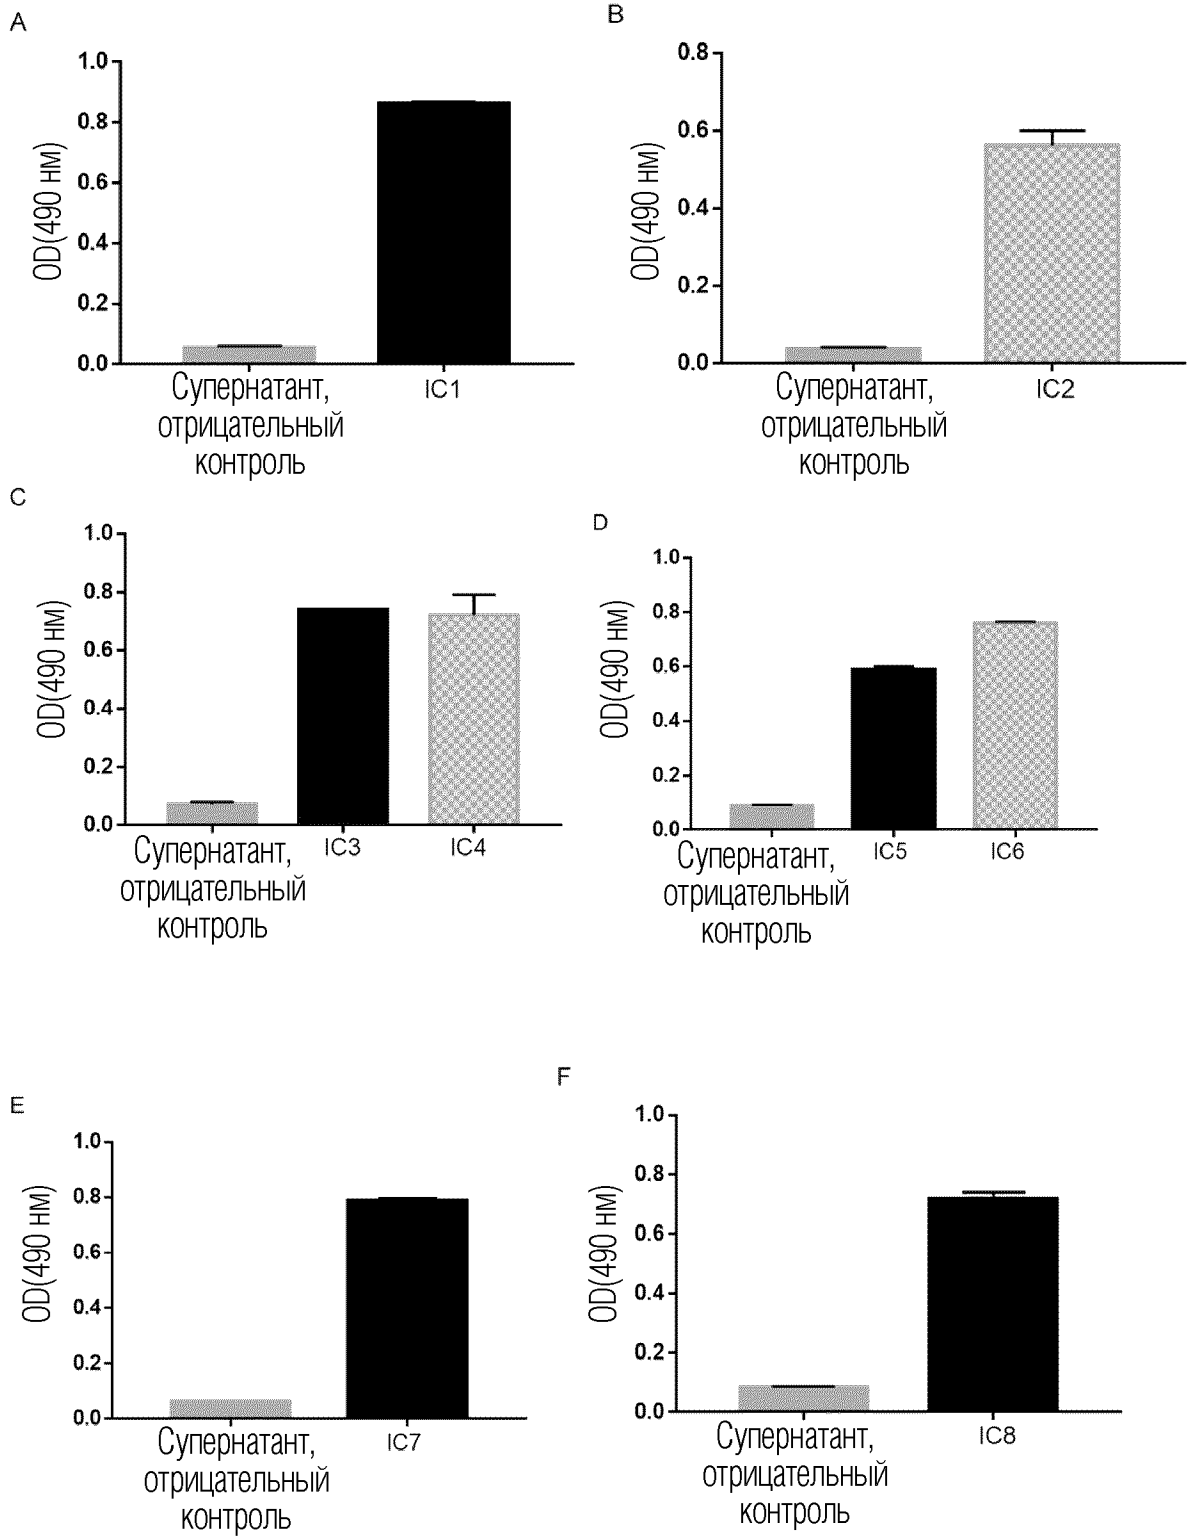 A
OD(490 нм)
1.0
0.8
0.6
0.4
0.2
0.0
Супернатант,
отрицательный
контроль
IC1
B
OD(490 нм)
0.8
0.6
0.4
0.2
0.0
Супернатант,
отрицательный
контроль
IC2
C
OD(490 нм)
1.0
0.8
0.6
0.4
0.2
0.0
Супернатант,
отрицательный
контроль
IC3
IC4
D
OD(490 нм)
1.0
0.8
0.6
0.4
0.2
0.0
Супернатант,
отрицательный
контроль
IC5
IC6
E
OD(490 нм)
1.0
0.8
0.6
0.4
0.2
0.0
Супернатант,
отрицательный
контроль
IC7
F
OD(490 нм)
1.0
0.8
0.6
0.4
0.2
0.0
Супернатант,
отрицательный
контроль
IC8